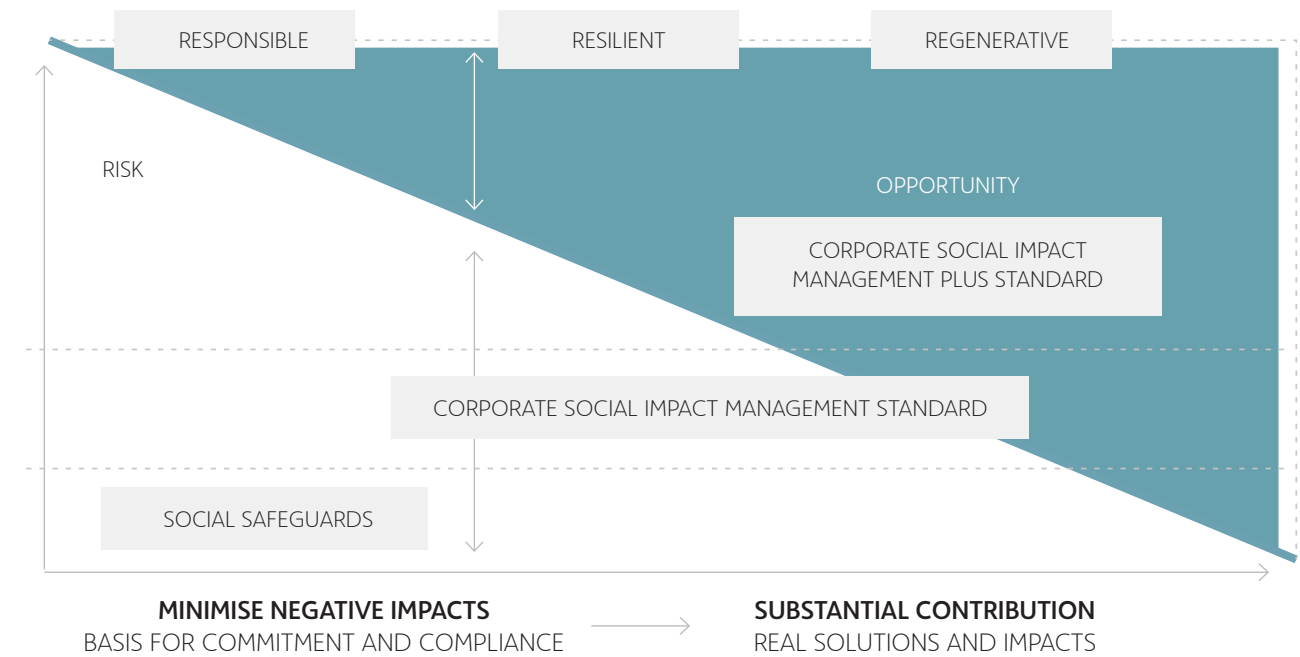 RESPONSIBLE
RESILIENT
REGENERATIVE
RISK
OPPORTUNITY
CORPORATE SOCIAL IMPACT
MANAGEMENT PLUS STANDARD
CORPORATE SOCIAL IMPACT MANAGEMENT STANDARD
SOCIAL SAFEGUARDS
MINIMISE NEGATIVE IMPACTS
BASIS FOR COMMITMENT AND COMPLIANCE
SUBSTANTIAL CONTRIBUTION
REAL SOLUTIONS AND IMPACTS